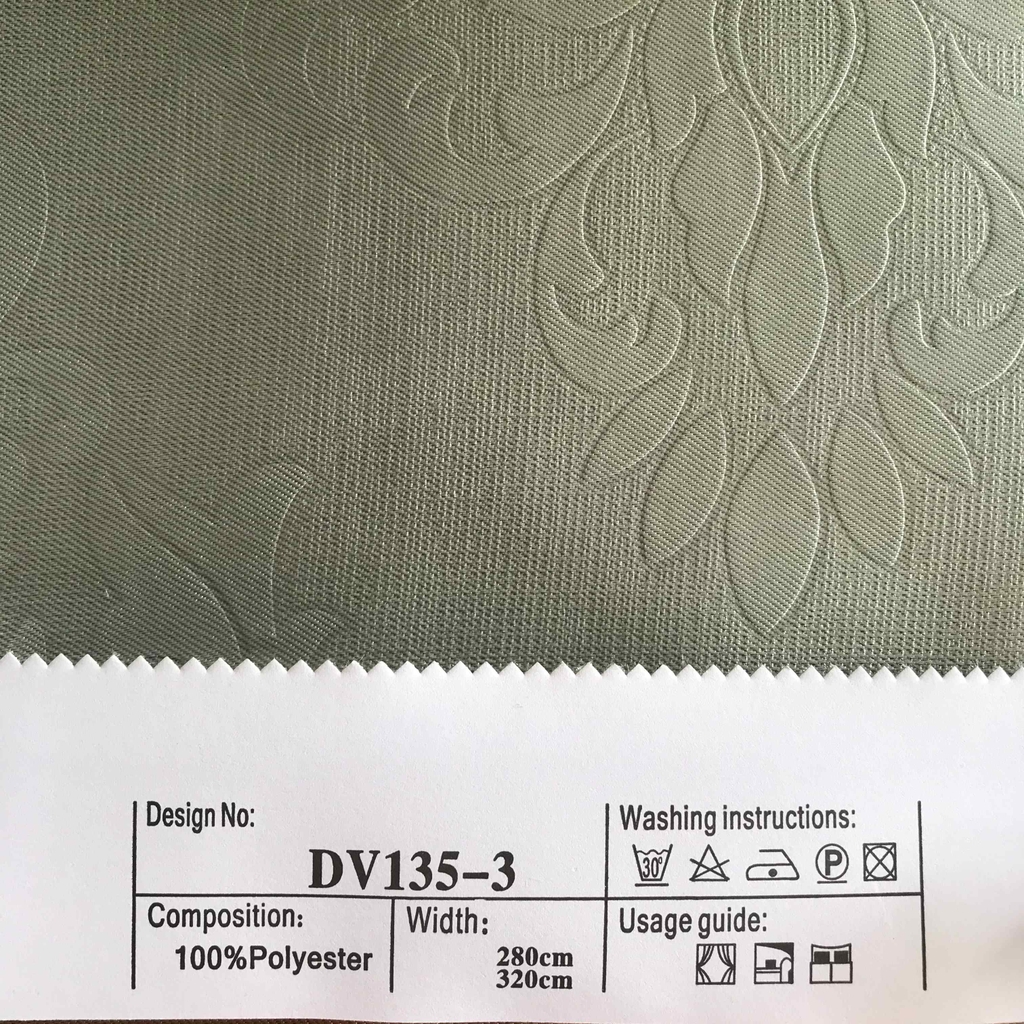 Design No:
DV135-3
Washing instructions:
30°
P
Composition:
100%Polyester
Width:
280cm
320cm
Usage guide: